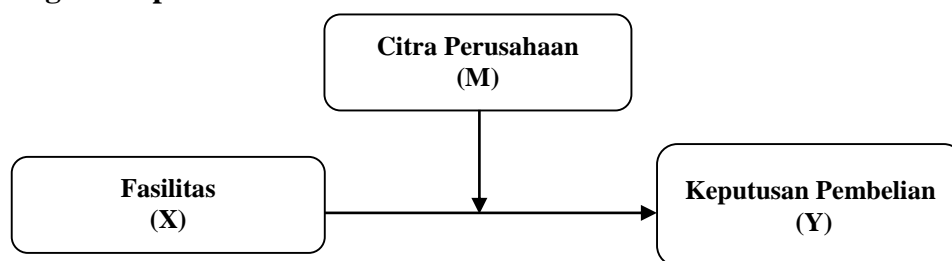 Citra Perusahaan
(M)
Fasilitas
(X)
Keputusan Pembelian
(Y)